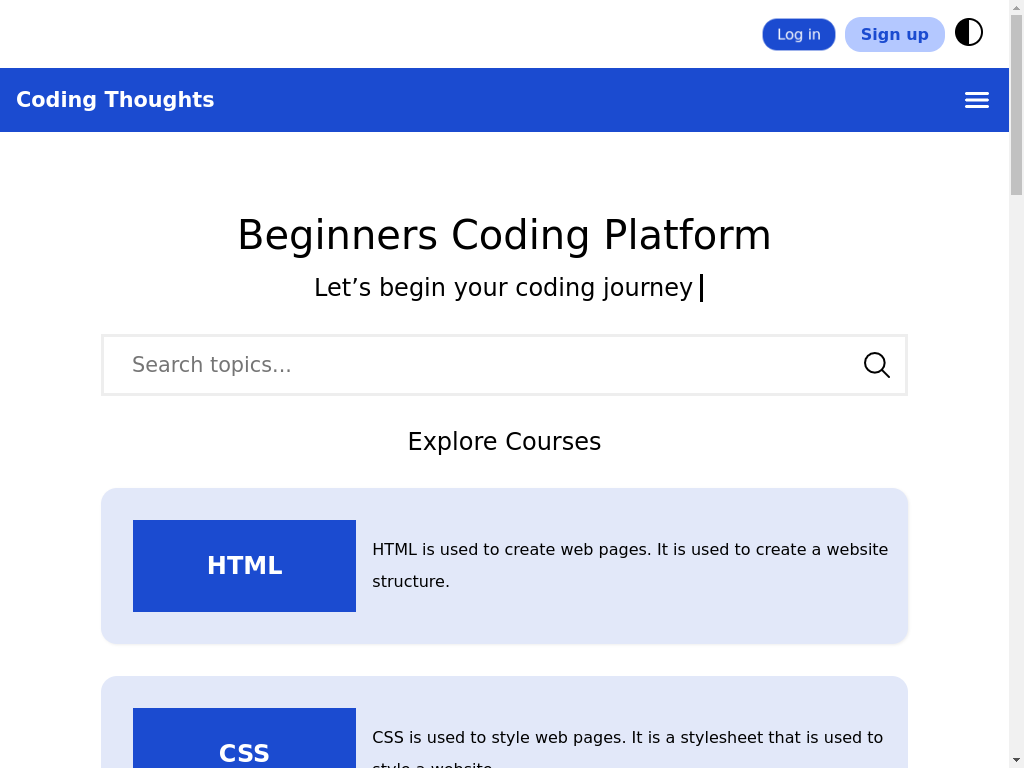 Log in
Sign up
Coding Thoughts
Beginners Coding Platform
Let’s begin your coding journey
Search topics...
Explore Courses
HTML
HTML is used to create web pages. It is used to create a website
structure.
CSS
CSS is used to style web pages. It is a stylesheet that is used to
style a website.